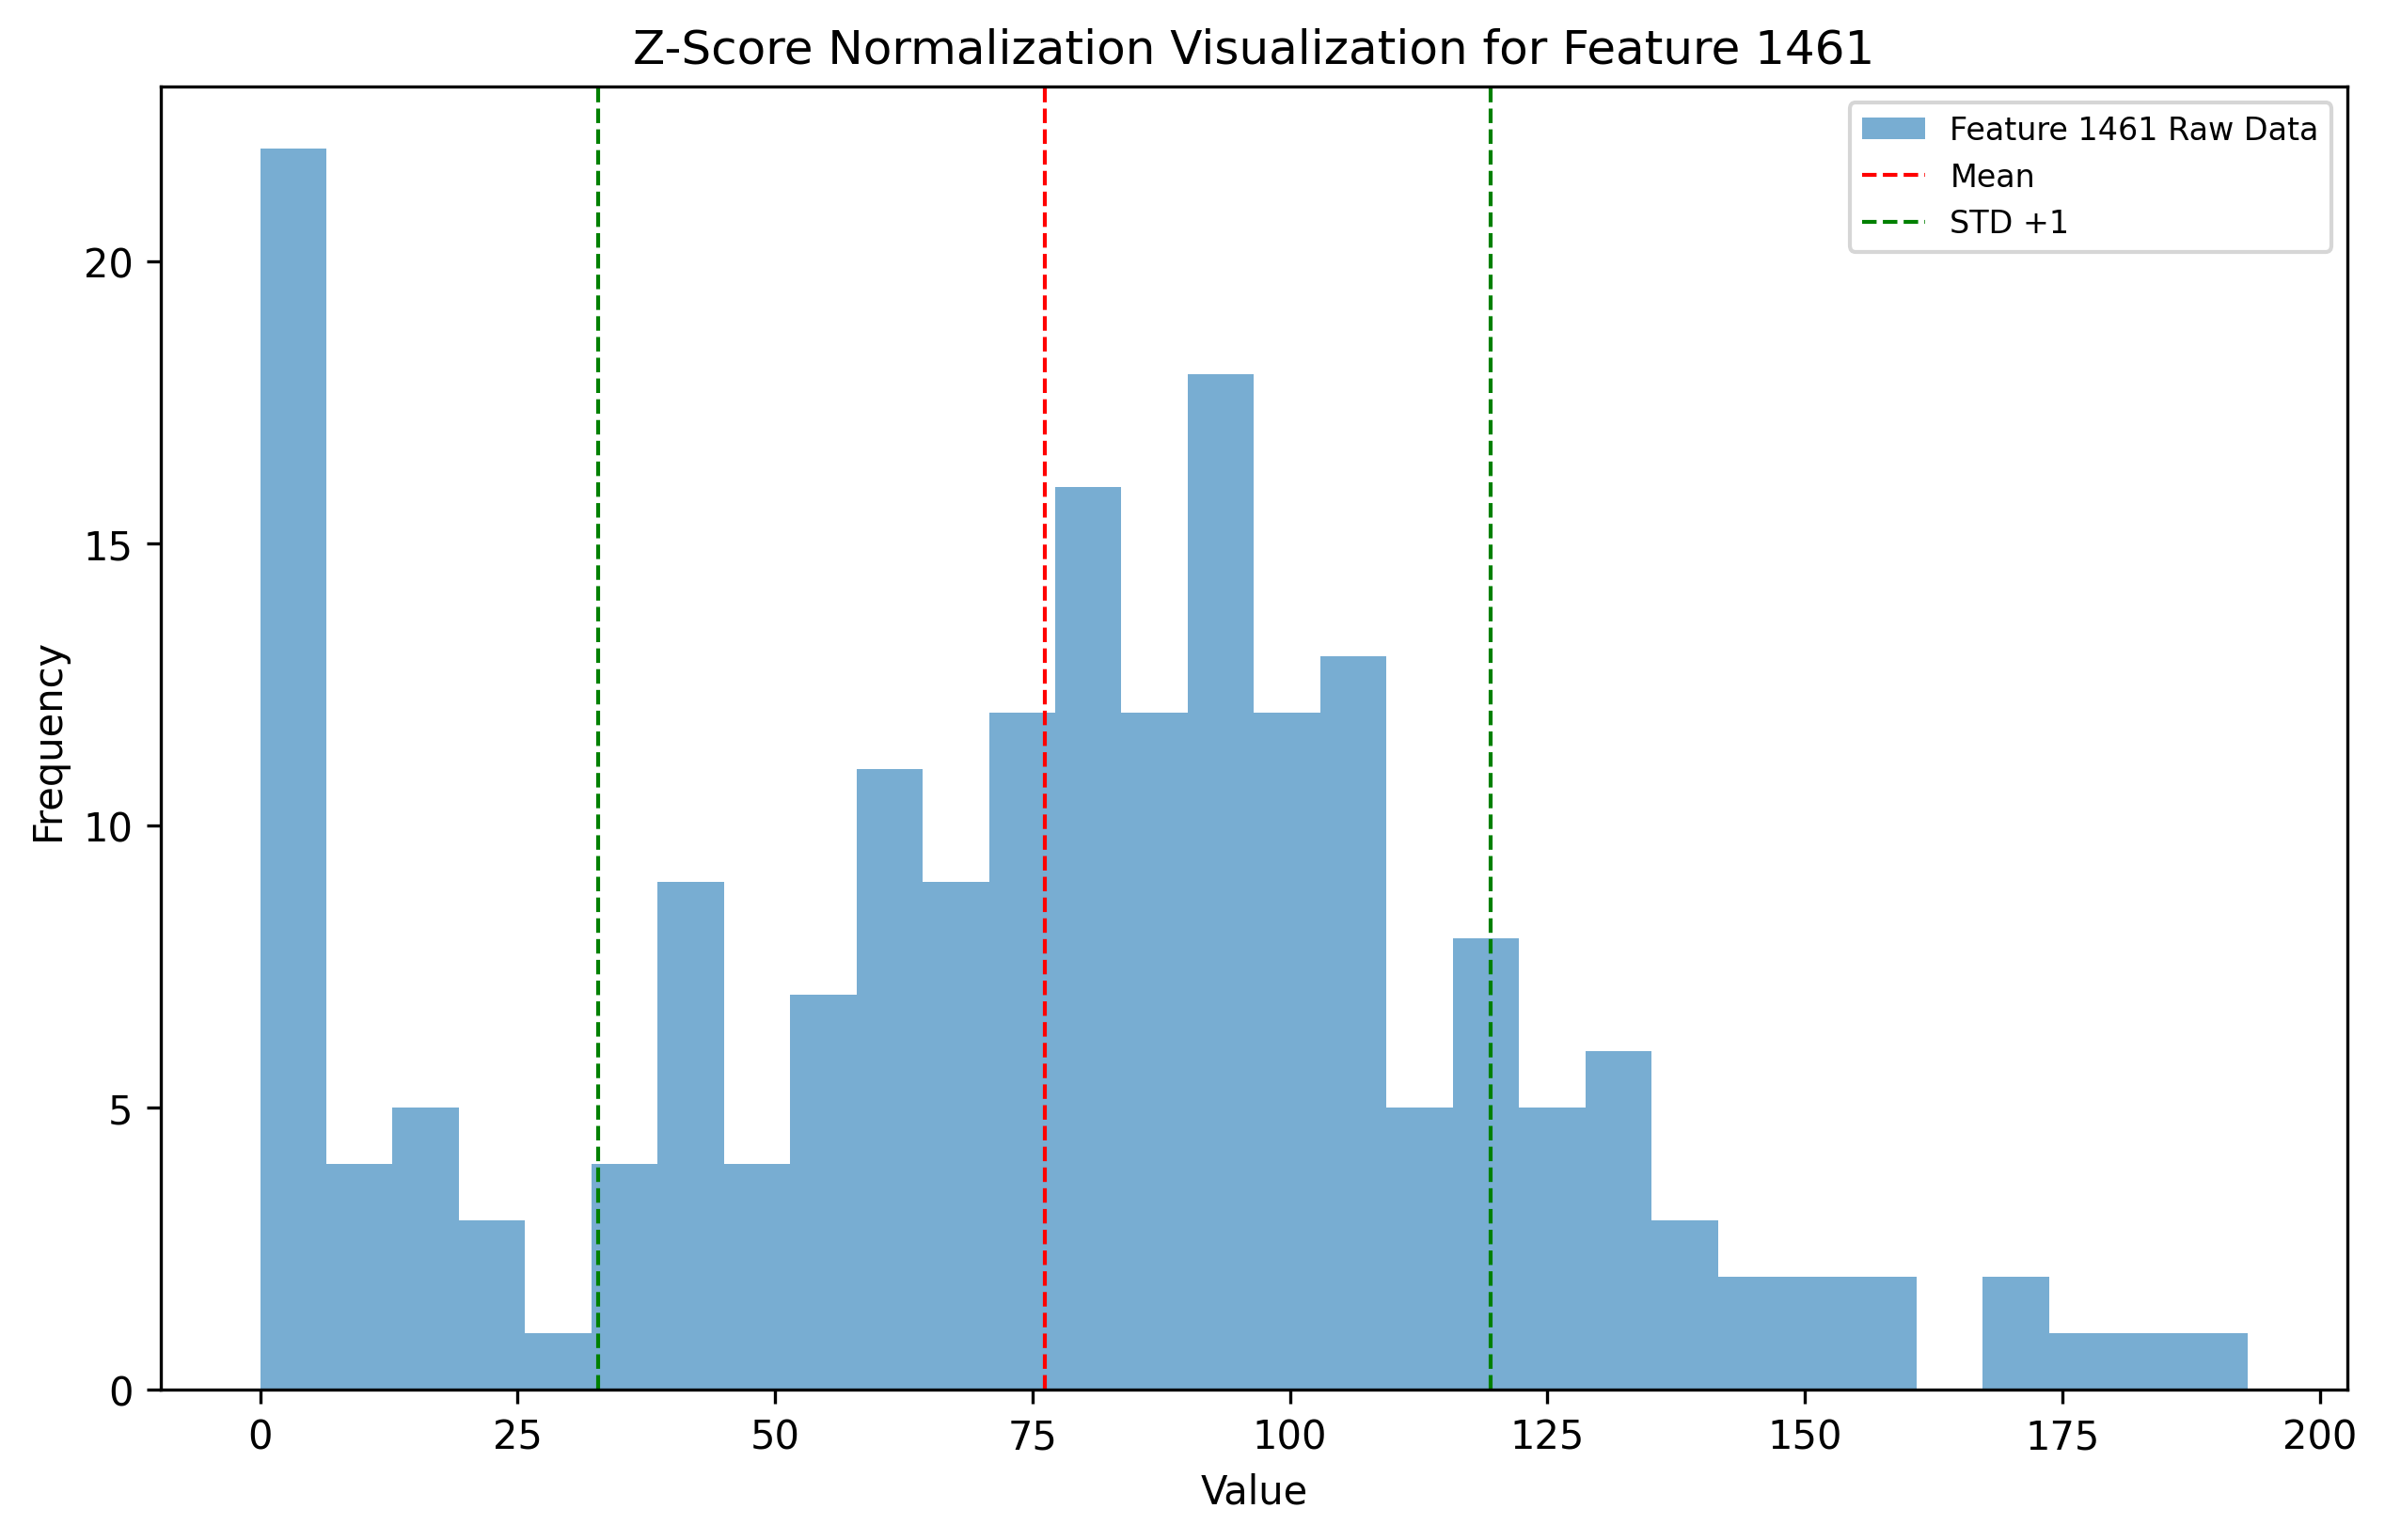 Z-Score Normalization Visualization for Feature 1461
Feature 1461 Raw Data
Mean
STD +1
Frequency
20
15
10
5
0
0 25 50 75 100 125 150 175 200
Value